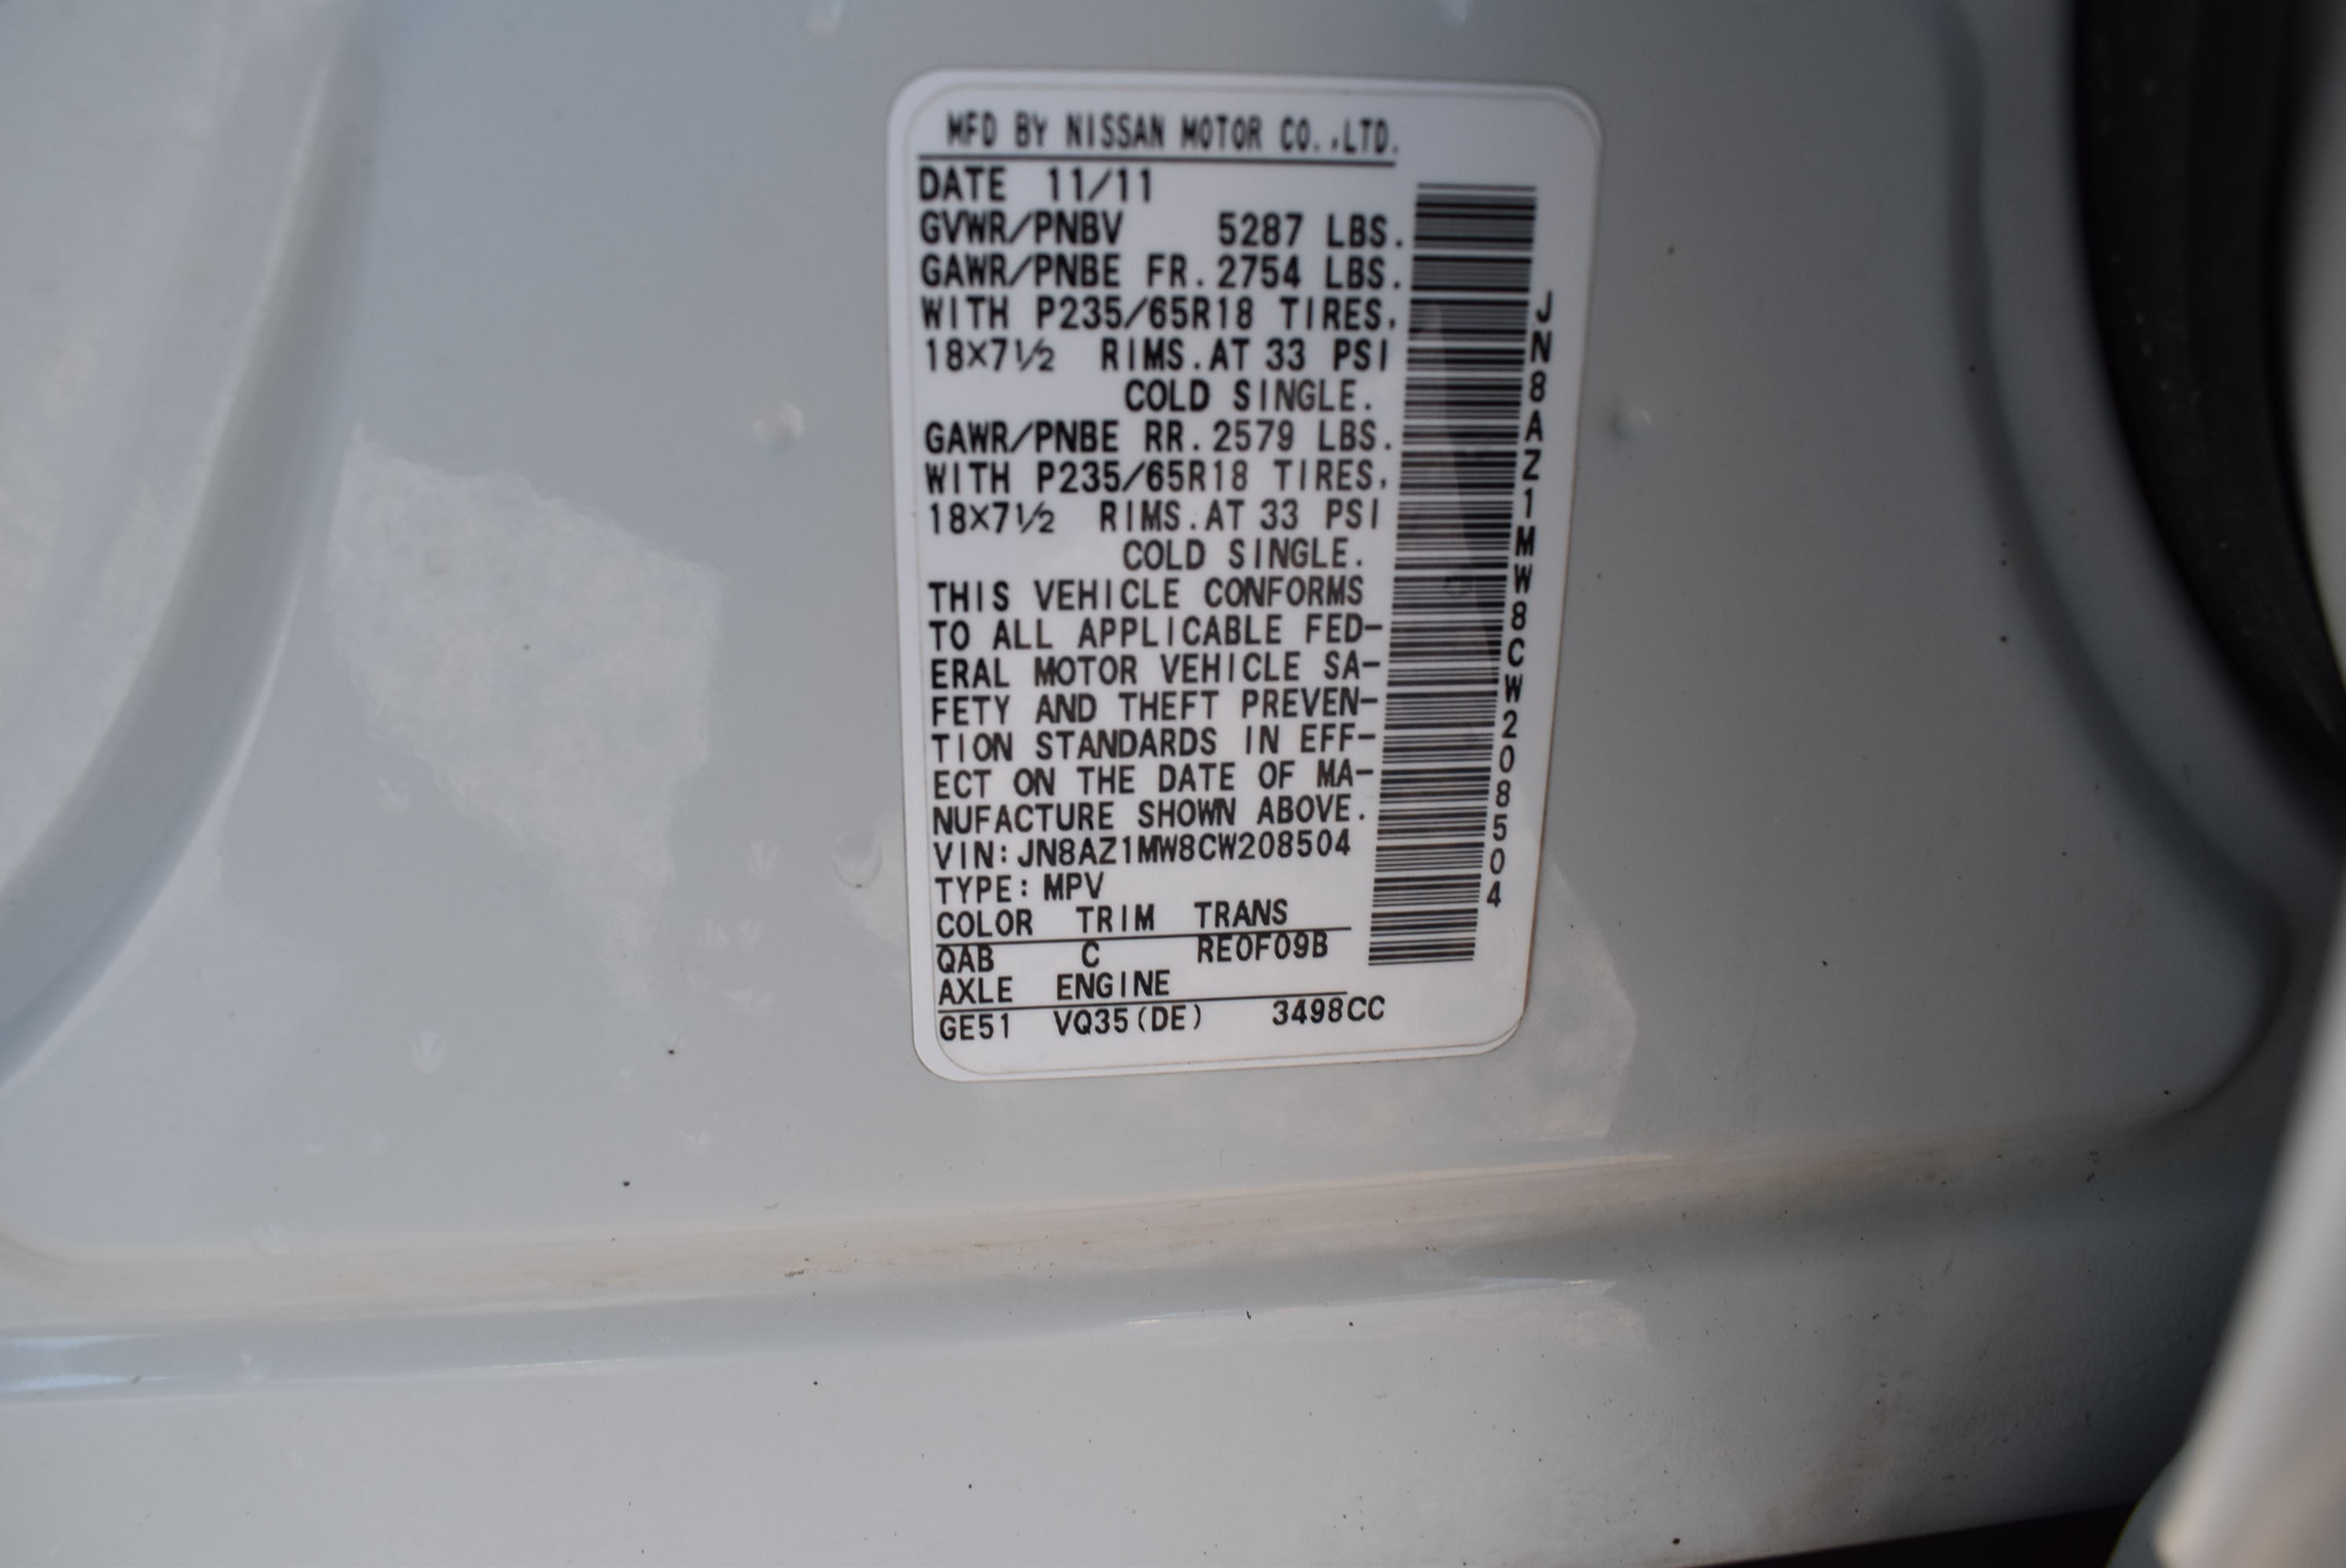 MFD BY NISSAN MOTOR CO.,LTD.
DATE 11/11
GVWR/PNBV 5287 LBS.
GAWR/PNBE FR. 2754 LBS.
WITH P235/65R18 TIRES,
18×7½ RIMS.AT 33 PSI
COLD SINGLE.
GAWR/PNBE RR. 2579 LBS.
WITH P235/65R18 TIRES,
18×7½ RIMS.AT 33 PSI
COLD SINGLE.
THIS VEHICLE CONFORMS
TO ALL APPLICABLE FED-
ERAL MOTOR VEHICLE SA-
FETY AND THEFT PREVEN-
TION STANDARDS IN EFF-
ECT ON THE DATE OF MA-
NUFACTURE SHOWN ABOVE.
VIN:JN8AZ1MW8CW208504
TYPE:MPV
COLOR TRIM TRANS
QAB C RE0F09B
AXLE ENGINE
GE51 VQ35(DE) 3498CC
JN8AZ1MW8CW208504